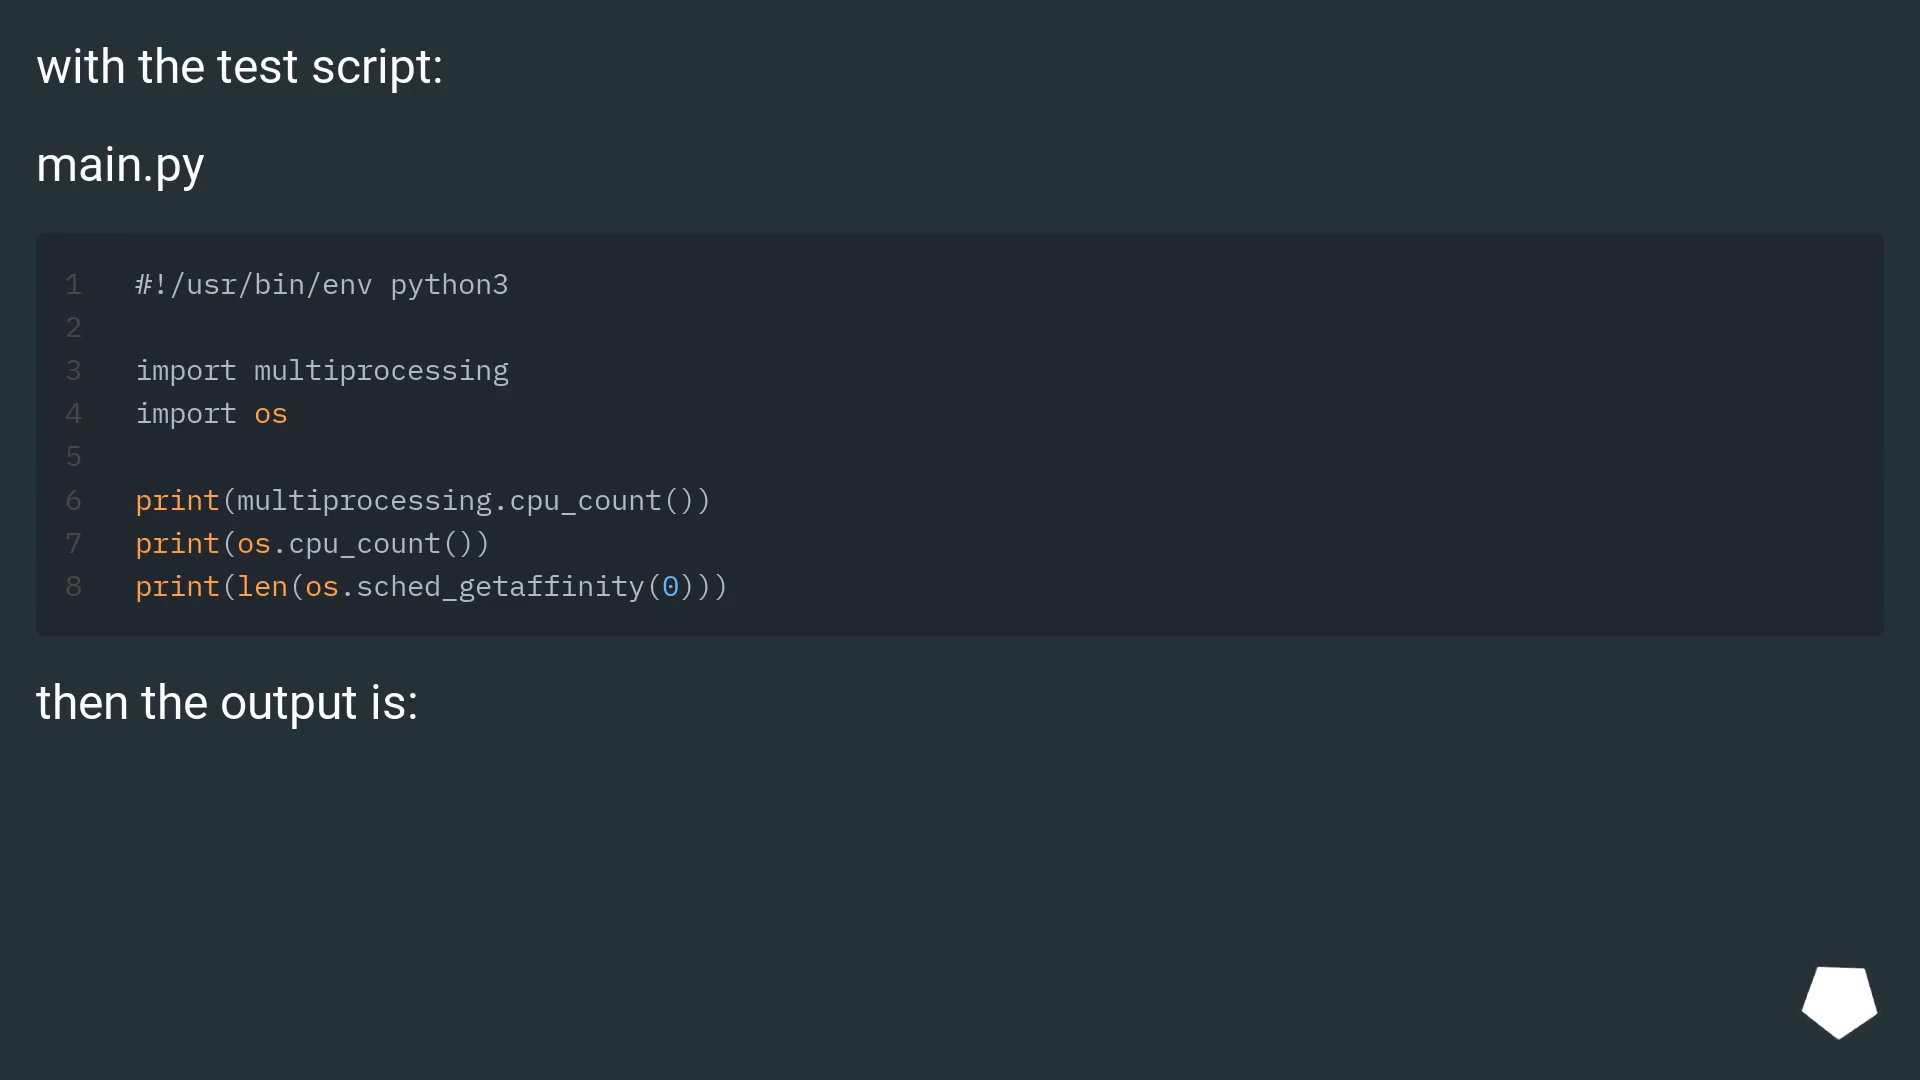 with the test script:
main.py
1 #!/usr/bin/env python3
2
3 import multiprocessing
4 import os
5
6 print(multiprocessing.cpu_count())
7 print(os.cpu_count())
8 print(len(os.sched_getaffinity(0)))
then the output is: